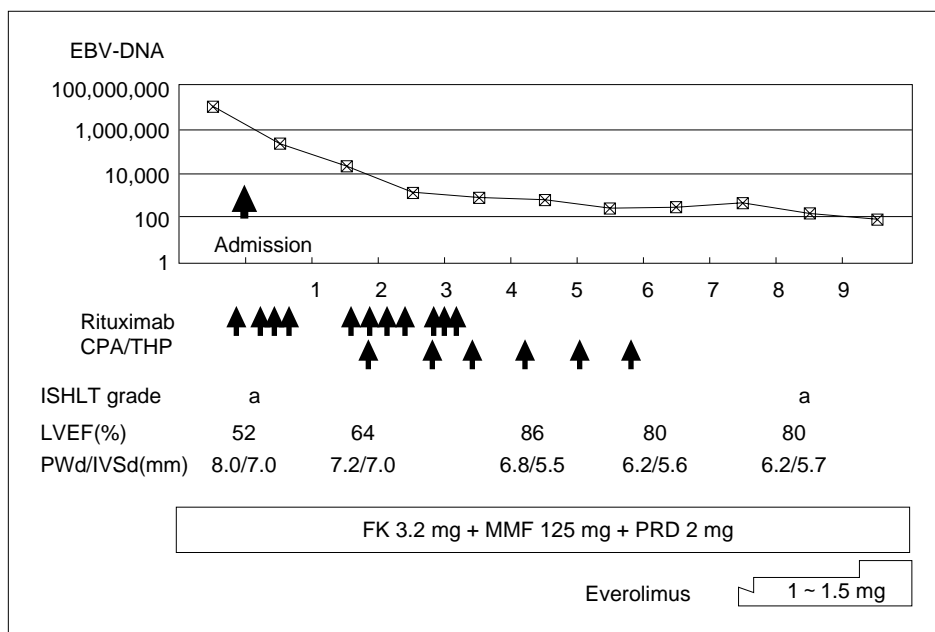 EBV-DNA
100,000,000
1,000,000
10,000
100
1
Admission
1 2 3 4 5 6 7 8 9
Rituximab
CPA/THP
ISHLT grade a a
LVEF(%) 52 64 86 80 80
PWd/IVSd(mm) 8.0/7.0 7.2/7.0 6.8/5.5 6.2/5.6 6.2/5.7
FK 3.2 mg + MMF 125 mg + PRD 2 mg
Everolimus 1 ~ 1.5 mg